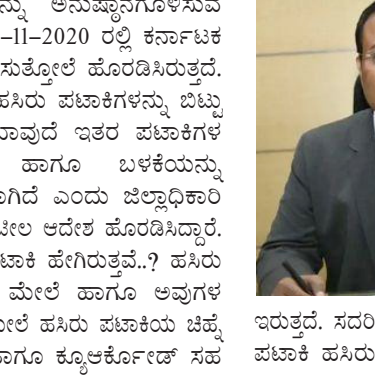 ಅನುಷ್ಠಾನಗೊಳಿಸುವ
-11-2020 ರಲ್ಲಿ ಕರ್ನಾಟಕ
ಸುತ್ತೋಲೆ ಹೊರಡಿಸಿರುತ್ತದೆ.
ಹಸಿರು ಪಟಾಕಿಗಳನ್ನು ಬಿಟ್ಟು
ಯಾವುದೆ ಇತರ ಪಟಾಕಿಗಳ
ಹಾಗೂ ಬಳಕೆಯನ್ನು
ಎಂದು ಜಿಲ್ಲಾಧಿಕಾರಿ
ಆದೇಶ ಹೊರಡಿಸಿದ್ದಾರೆ.
ಹೇಗಿರುತ್ತವೆ..? ಹಸಿರು
ಮೇಲೆ ಹಾಗೂ ಅವುಗಳ
ಹಸಿರು ಪಟಾಕಿಯ ಚಿಹ್ನೆ
ಹಾಗೂ ಕ್ಯೂಆರ್ಕೋಡ್ ಸಹ
ಇರುತ್ತದೆ. ಸದರಿ
ಪಟಾಕಿ ಹಸಿರು